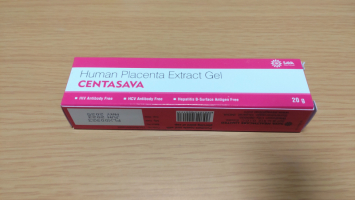 Human Placenta Extract Gel
CENTASAVA
HIV Antibody Free • HCV Antibody Free • Hepatitis B Surface Antigen Free
20 g